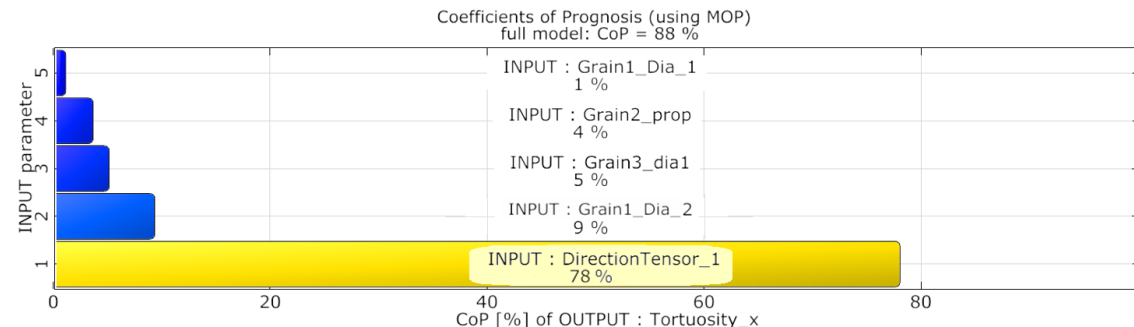 Coefficients of Prognosis (using MOP)
full model: CoP = 88 %
INPUT parameter
5
INPUT : Grain1_Dia_1
1 %
4
INPUT : Grain2_prop
4 %
3
INPUT : Grain3_dia1
5 %
2
INPUT : Grain1_Dia_2
9 %
1
INPUT : DirectionTensor_1
78 %
0 20 40 60 80
CoP [%] of OUTPUT : Tortuosity_x